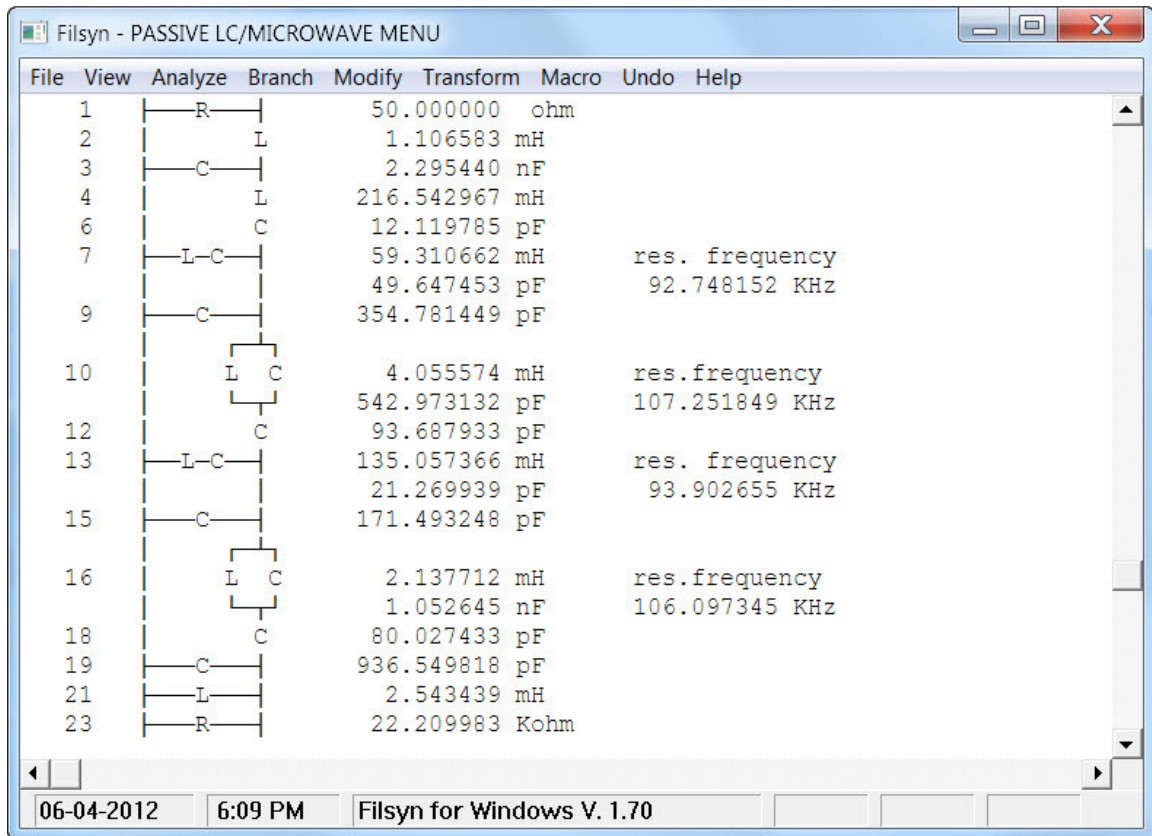 Filsyn - PASSIVE LC/MICROWAVE MENU
File View Analyze Branch Modify Transform Macro Undo Help
1 R 50.000000 ohm
2 L 1.106583 mH
3 C 2.295440 nF
4 L 216.542967 mH
6 C 12.119785 pF
7 L C 59.310662 mH res. frequency
49.647453 pF 92.748152 KHz
9 C 354.781449 pF
10 L C 4.055574 mH res.frequency
542.973132 pF 107.251849 KHz
12 C 93.687933 pF
13 L C 135.057366 mH res. frequency
21.269939 pF 93.902655 KHz
15 C 171.493248 pF
16 L C 2.137712 mH res.frequency
1.052645 nF 106.097345 KHz
18 C 80.027433 pF
19 C 936.549818 pF
21 L 2.543439 mH
23 R 22.209983 Kohm
06-04-2012 6:09 PM Filsyn for Windows V. 1.70